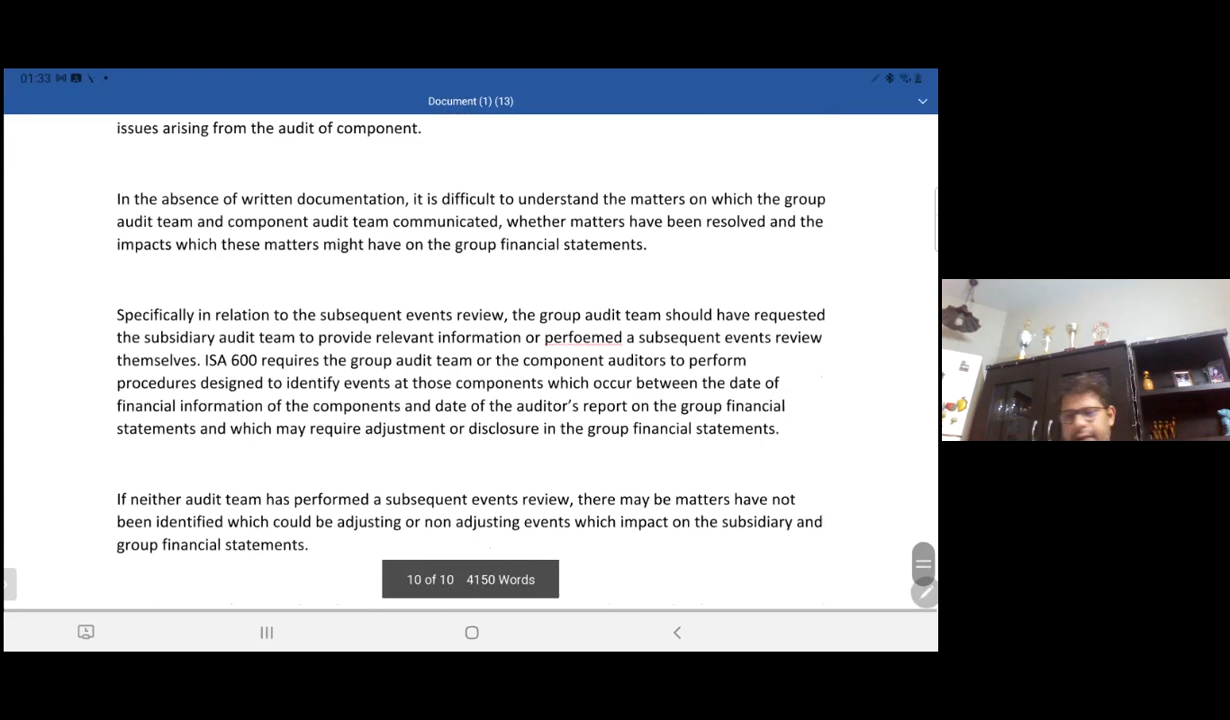 01:33
Document (1) (13)
issues arising from the audit of component.
In the absence of written documentation, it is difficult to understand the matters on which the group
audit team and component audit team communicated, whether matters have been resolved and the
impacts which these matters might have on the group financial statements.
Specifically in relation to the subsequent events review, the group audit team should have requested
the subsidiary audit team to provide relevant information or perfoemed a subsequent events review
themselves. ISA 600 requires the group audit team or the component auditors to perform
procedures designed to identify events at those components which occur between the date of
financial information of the components and date of the auditor's report on the group financial
statements and which may require adjustment or disclosure in the group financial statements.
If neither audit team has performed a subsequent events review, there may be matters have not
been identified which could be adjusting or non adjusting events which impact on the subsidiary and
group financial statements.
10 of 10 4150 Words